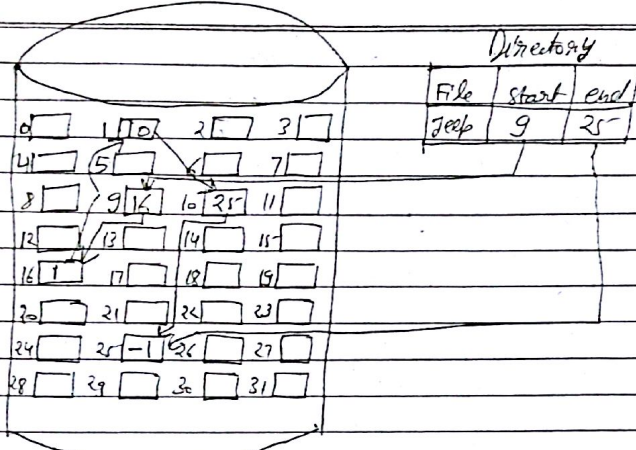 Directory
File start end
Jeep 9 25
0 1 10 2 3
4 5 6 7
8 9 16 10 25 11
12 13 14 15
16 1 17 18 19
20 21 22 23
24 25 -1 26 27
28 29 30 31